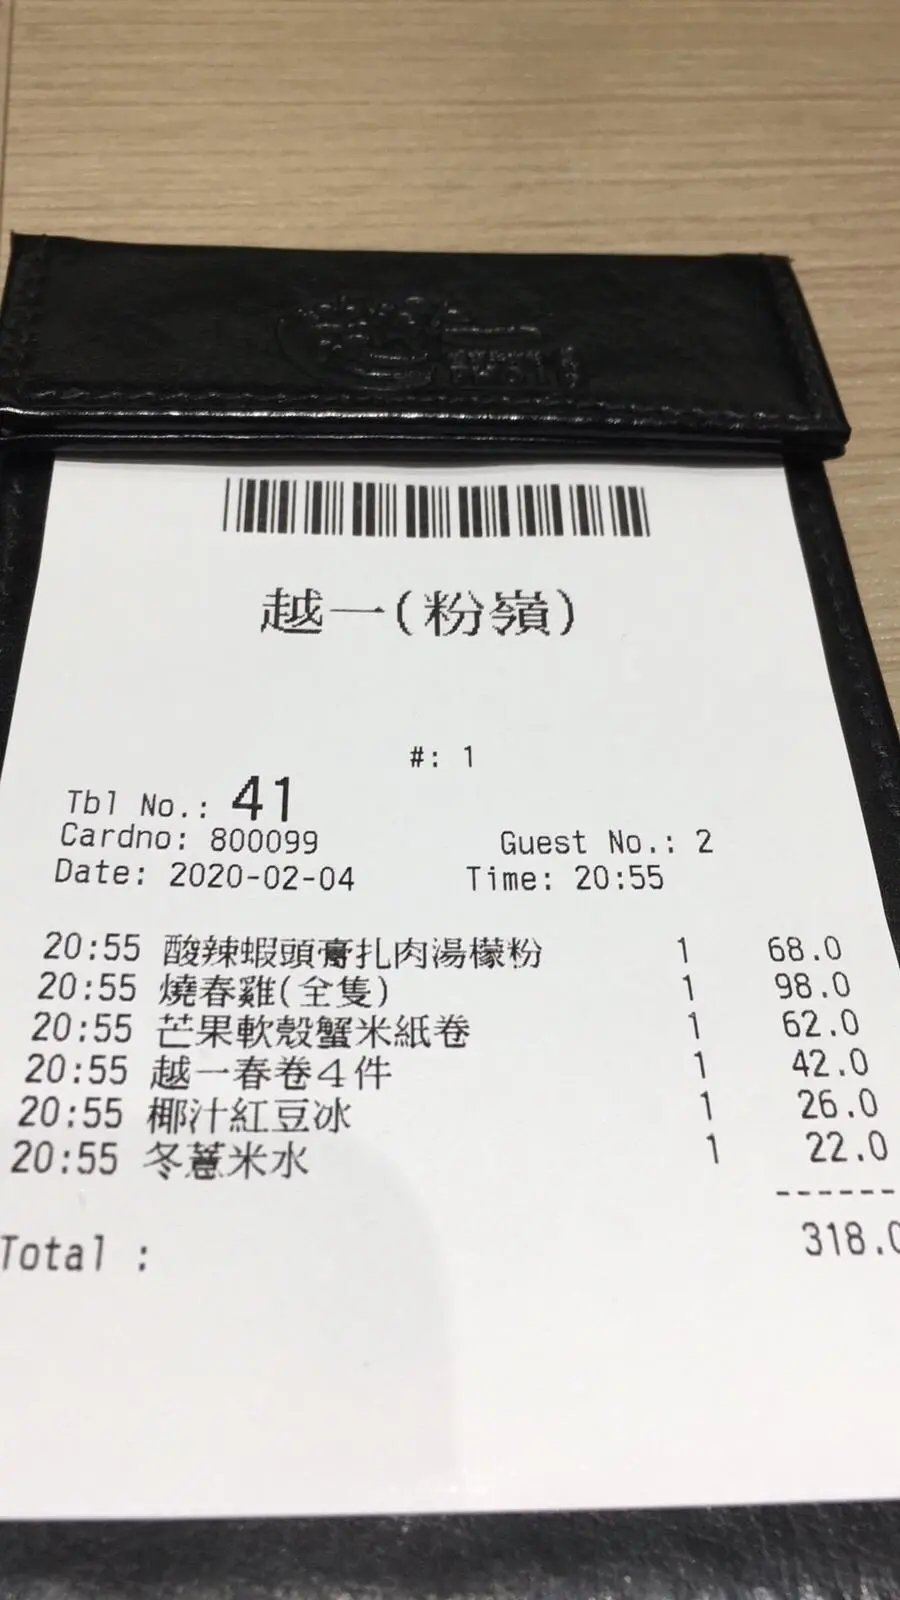 越一(粉嶺)
#: 1
Tbl No.: 41
Cardno: 800099 Guest No.: 2
Date: 2020-02-04 Time: 20:55
20:55 酸辣蝦頭膏扎肉湯檬粉 1 68.0
20:55 燒春雞(全隻) 1 98.0
20:55 芒果軟殼蟹米紙卷 1 62.0
20:55 越一春卷4件 1 42.0
20:55 椰汁紅豆冰 1 26.0
20:55 冬薏米水 1 22.0
------
Total : 318.0